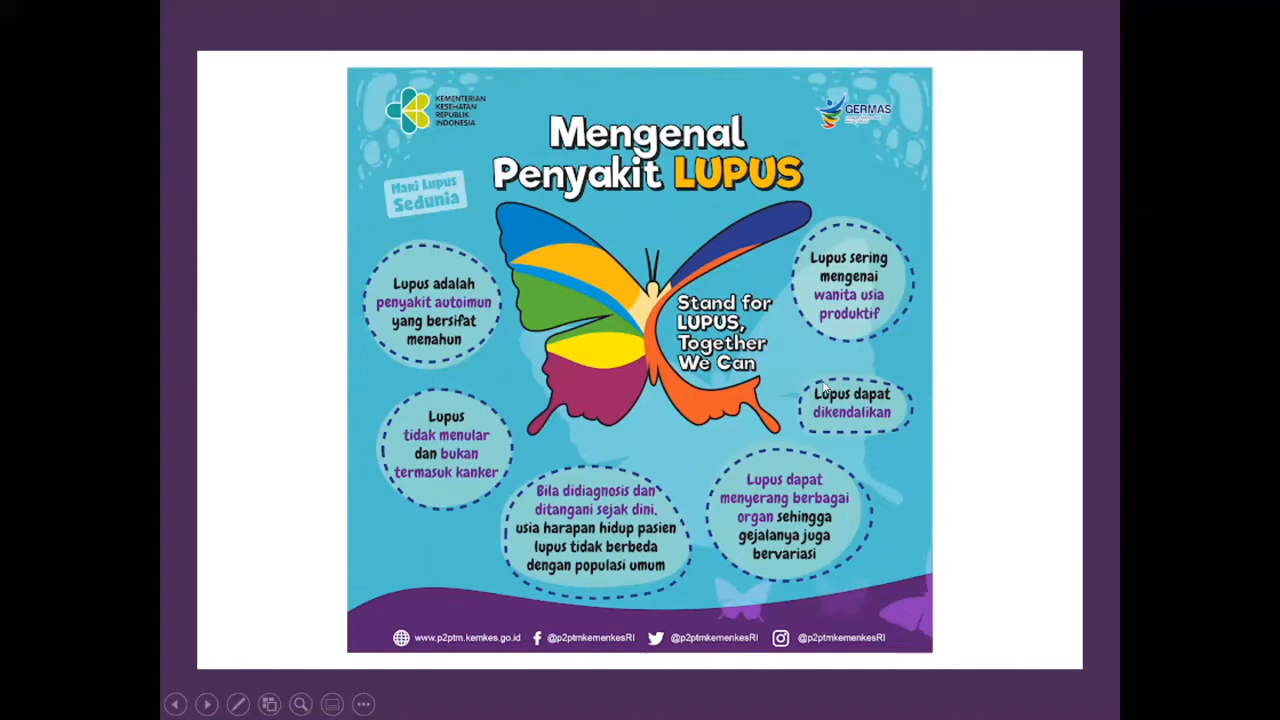 KEMENTERIAN
KESEHATAN
REPUBLIK
INDONESIA
GERMAS
Mengenal
Penyakit LUPUS
Hari Lupus
Sedunia
Lupus adalah
penyakit autoimun
yang bersifat
menahun
Stand for
LUPUS,
Together
We Can
Lupus sering
mengenai
wanita usia
produktif
Lupus
tidak menular
dan bukan
termasuk kanker
Lupus dapat
dikendalikan
Bila didiagnosis dan
ditangani sejak dini,
usia harapan hidup pasien
lupus tidak berbeda
dengan populasi umum
Lupus dapat
menyerang berbagai
organ sehingga
gejalanya juga
bervariasi
www.p2ptm.kemkes.go.id
@p2ptmkemenkesRI
@p2ptmkemenkesRI
@p2ptmkemenkesRI